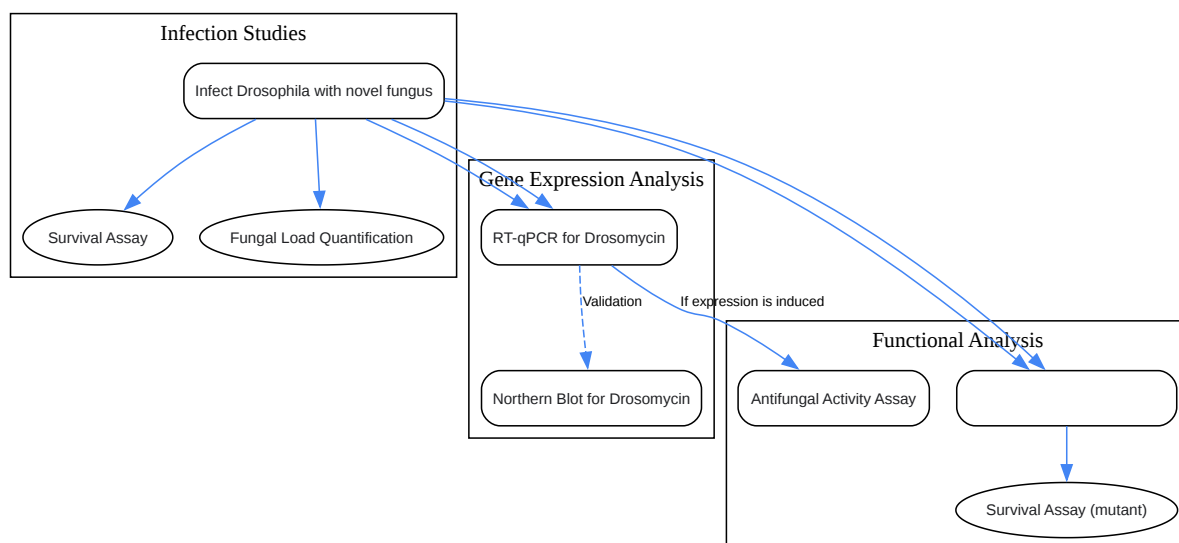 Infection Studies
Infect Drosophila with novel fungus
Survival Assay
Fungal Load Quantification
Gene Expression Analysis
RT-qPCR for Drosomycin
Validation
If expression is induced
Northern Blot for Drosomycin
Functional Analysis
Antifungal Activity Assay
Survival Assay (mutant)